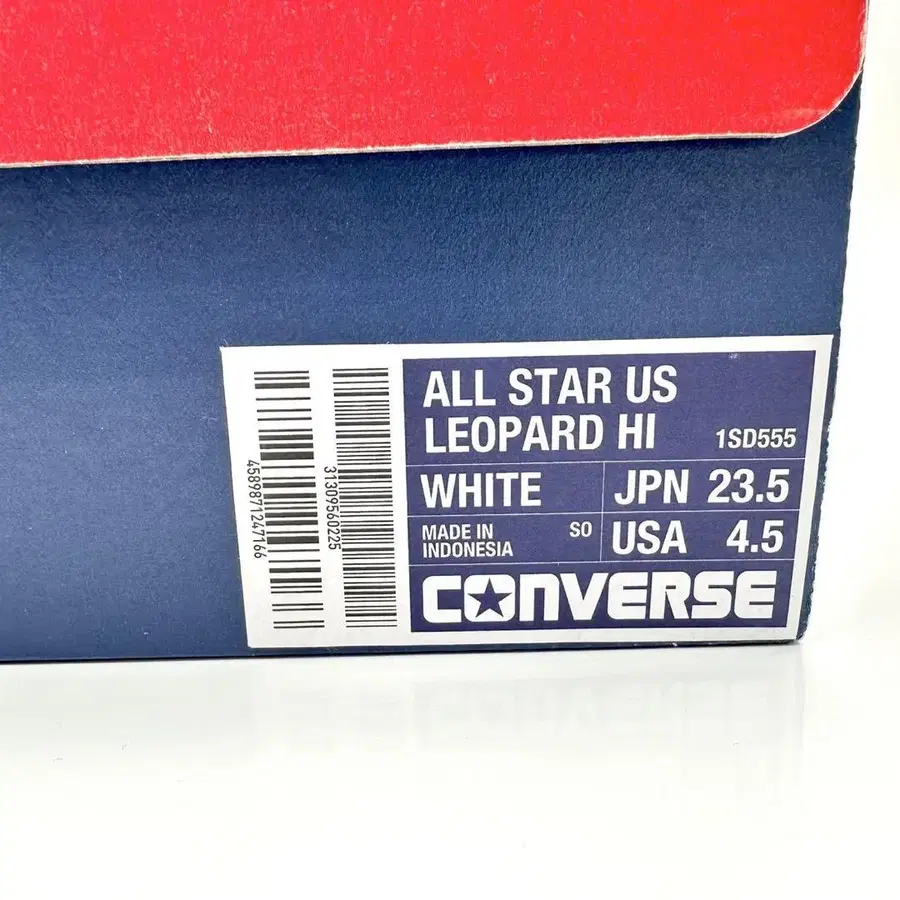 ALL STAR US
LEOPARD HI 1SD555
WHITE JPN 23.5
MADE IN INDONESIA SO USA 4.5
CONVERSE
4589871247166
31309560225